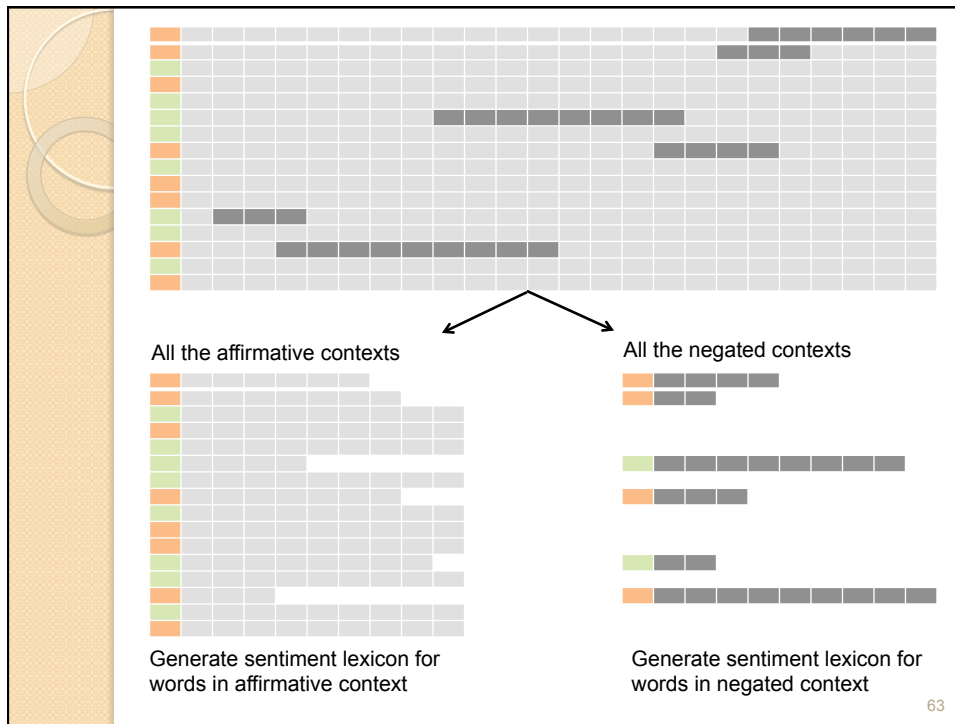 All the affirmative contexts
All the negated contexts
Generate sentiment lexicon for
words in affirmative context
Generate sentiment lexicon for
words in negated context
63